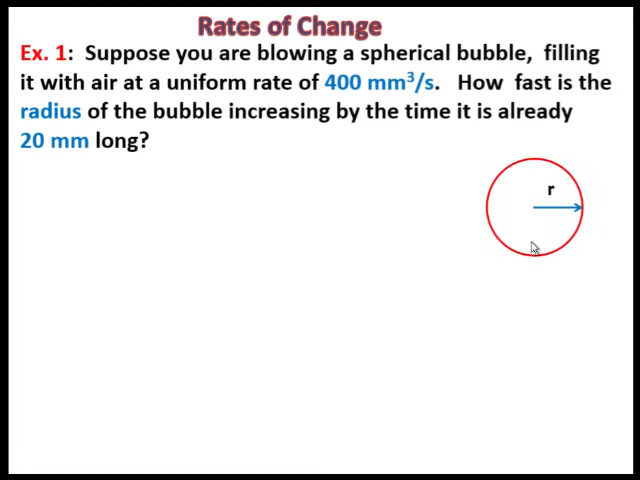 Rates of Change
Ex. 1: Suppose you are blowing a spherical bubble, filling
it with air at a uniform rate of 400 mm³/s. How fast is the
radius of the bubble increasing by the time it is already
20 mm long?
r